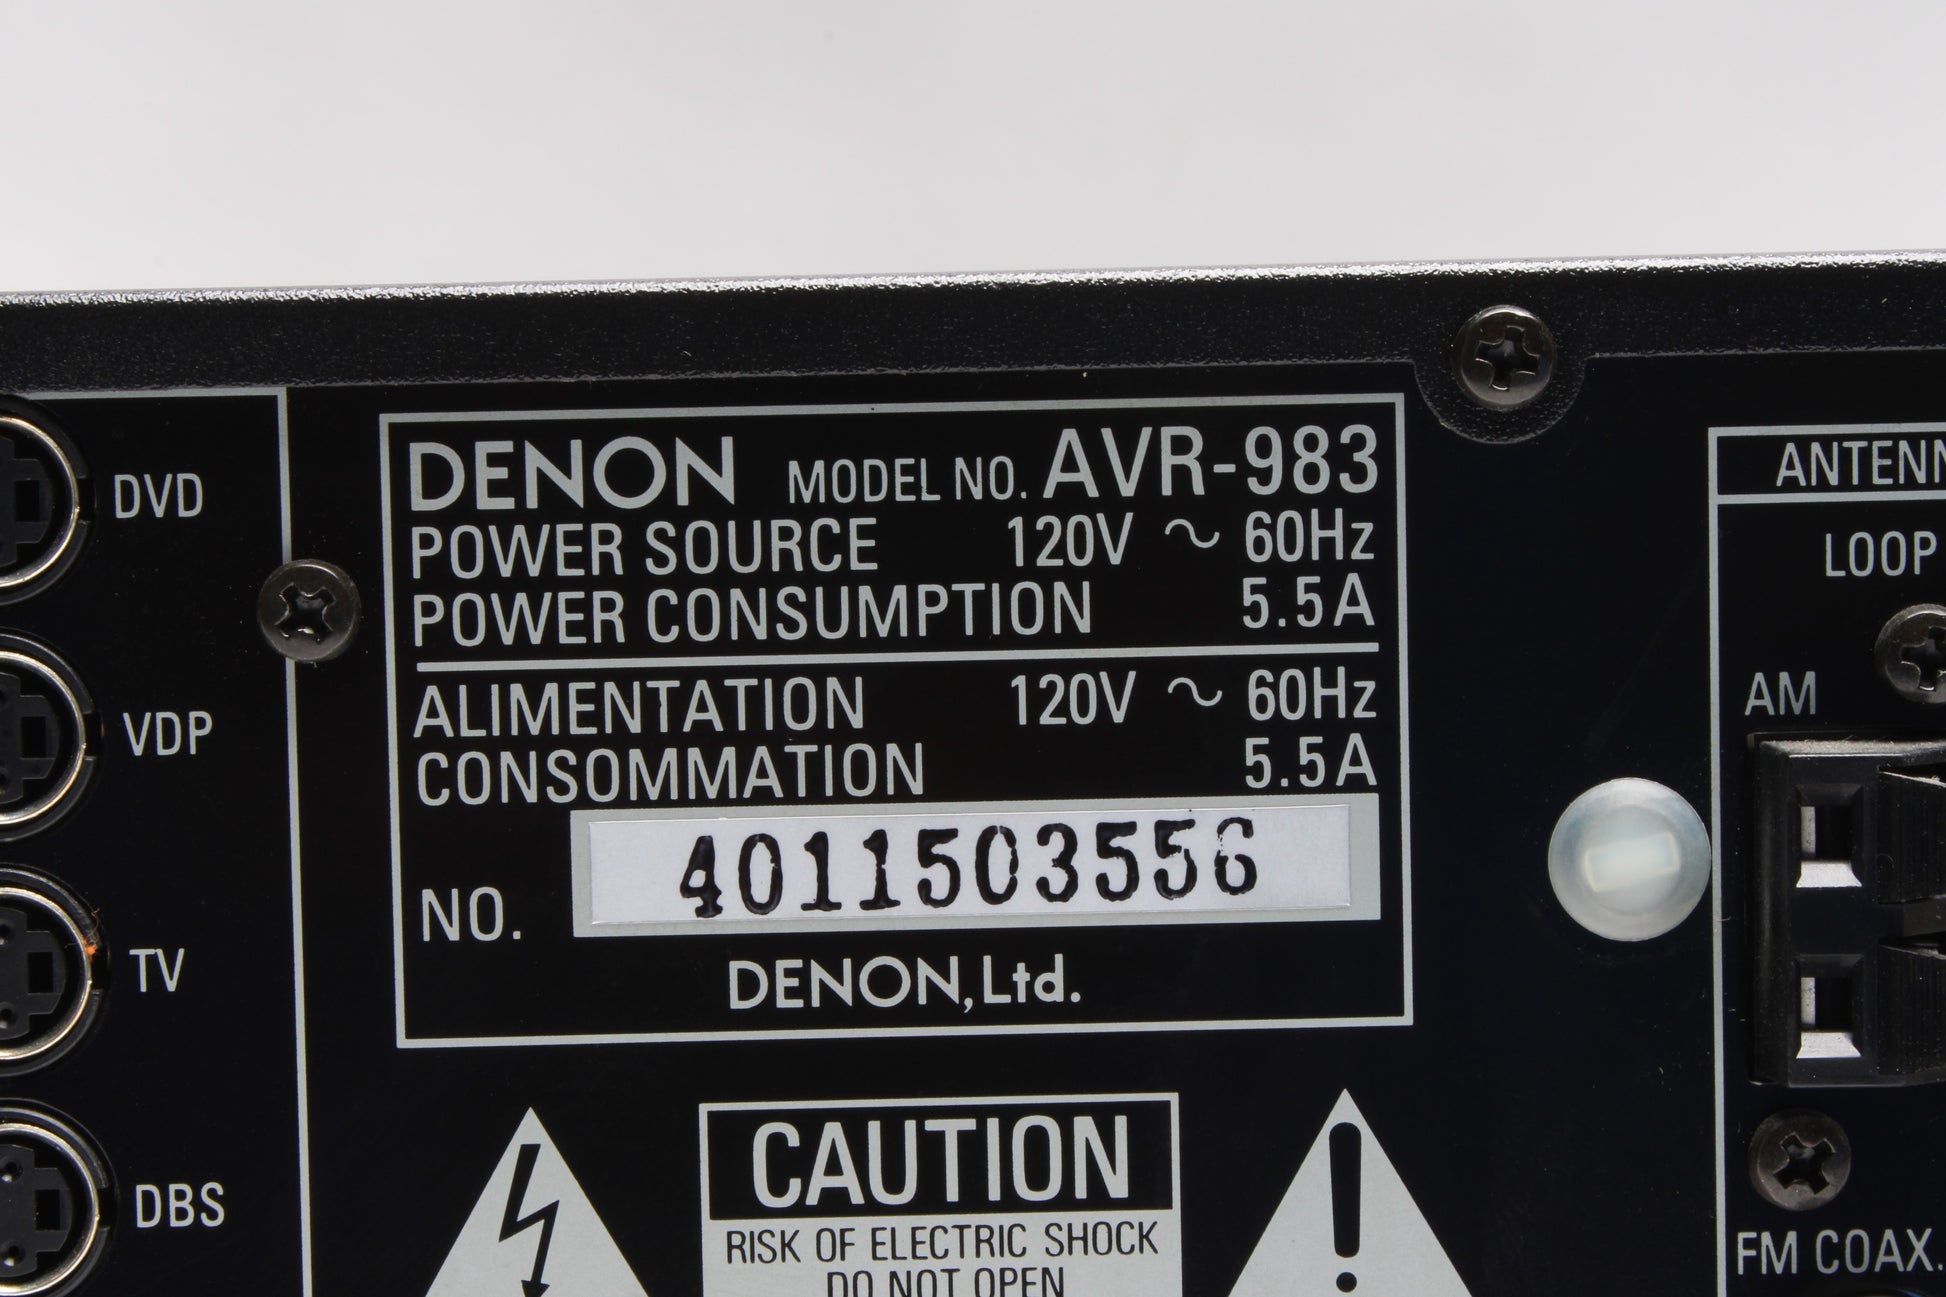 DENON MODEL NO. AVR-983
POWER SOURCE 120V ~ 60Hz
POWER CONSUMPTION 5.5A
ALIMENTATION 120V ~ 60Hz
CONSOMMATION 5.5A
NO. 4011503556
DENON, Ltd.
CAUTION
RISK OF ELECTRIC SHOCK
DO NOT OPEN
DVD
VDP
TV
DBS
ANTENN
LOOP
AM
FM COAX.